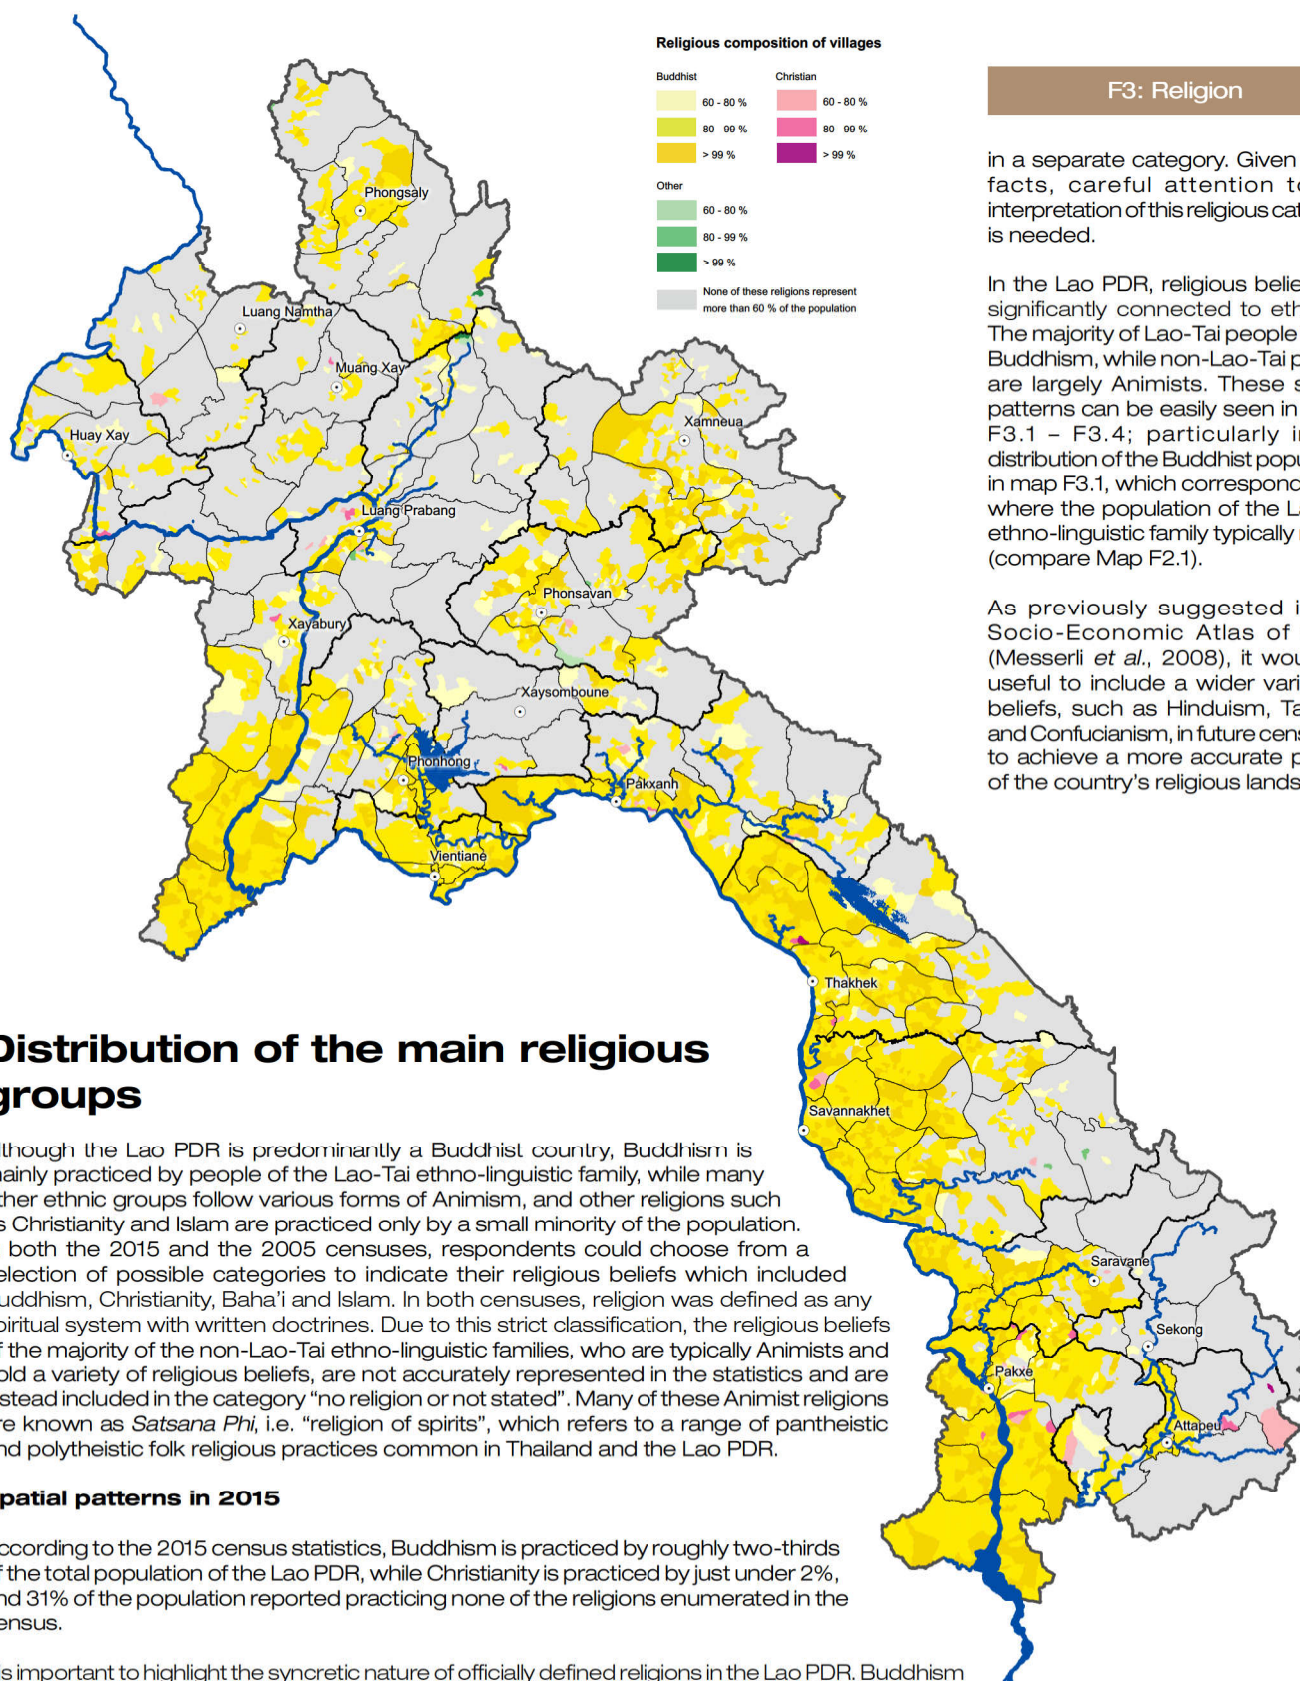 Religious composition of villages
Buddhist
Christian
60 - 80 %
60 - 80 %
80 99 %
80 99 %
> 99 %
> 99 %
Other
60 - 80 %
80 - 99 %
> 99 %
None of these religions represent
more than 60 % of the population
Phongsaly
Luang Namtha
Muang Xay
Huay Xay
Xamneua
Luang Prabang
Phonsavan
Xayabury
Xaysomboune
Phonhong
Pakxanh
Vientiane
Thakhek
Savannakhet
Saravane
Sekong
Pakxe
Attapeu
F3: Religion
in a separate category. Given
facts, careful attention to
interpretation of this religious cat
is needed.
In the Lao PDR, religious belie
significantly connected to eth
The majority of Lao-Tai people
Buddhism, while non-Lao-Tai p
are largely Animists. These s
patterns can be easily seen in
F3.1 – F3.4; particularly i
distribution of the Buddhist popu
in map F3.1, which correspond
where the population of the La
ethno-linguistic family typically
(compare Map F2.1).
As previously suggested i
Socio-Economic Atlas of
(Messerli et al., 2008), it wou
useful to include a wider vari
beliefs, such as Hinduism, Ta
and Confucianism, in future cens
to achieve a more accurate p
of the country's religious lands
Distribution of the main religious
groups
lthough the Lao PDR is predominantly a Buddhist country, Buddhism is
ainly practiced by people of the Lao-Tai ethno-linguistic family, while many
ther ethnic groups follow various forms of Animism, and other religions such
s Christianity and Islam are practiced only by a small minority of the population.
both the 2015 and the 2005 censuses, respondents could choose from a
election of possible categories to indicate their religious beliefs which included
uddhism, Christianity, Baha'i and Islam. In both censuses, religion was defined as any
piritual system with written doctrines. Due to this strict classification, the religious beliefs
f the majority of the non-Lao-Tai ethno-linguistic families, who are typically Animists and
old a variety of religious beliefs, are not accurately represented in the statistics and are
stead included in the category "no religion or not stated". Many of these Animist religions
re known as Satsana Phi, i.e. "religion of spirits", which refers to a range of pantheistic
nd polytheistic folk religious practices common in Thailand and the Lao PDR.
patial patterns in 2015
ccording to the 2015 census statistics, Buddhism is practiced by roughly two-thirds
f the total population of the Lao PDR, while Christianity is practiced by just under 2%,
nd 31% of the population reported practicing none of the religions enumerated in the
ensus.
is important to highlight the syncretic nature of officially defined religions in the Lao PDR. Buddhism